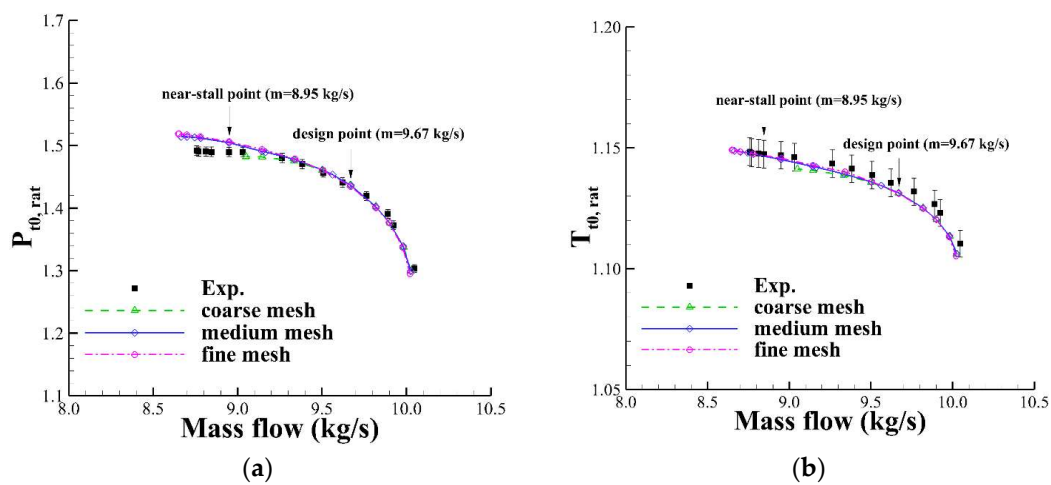 1.7
1.6
1.5
1.4
1.3
1.2
1.1
P t0, rat
near-stall point (m=8.95 kg/s)
design point (m=9.67 kg/s)
Exp.
coarse mesh
medium mesh
fine mesh
8.0 8.5 9.0 9.5 10.0 10.5
Mass flow (kg/s)
(a)
1.20
1.15
1.10
1.05
T t0, rat
near-stall point (m=8.95 kg/s)
design point (m=9.67 kg/s)
Exp.
coarse mesh
medium mesh
fine mesh
8.0 8.5 9.0 9.5 10.0 10.5
Mass flow (kg/s)
(b)